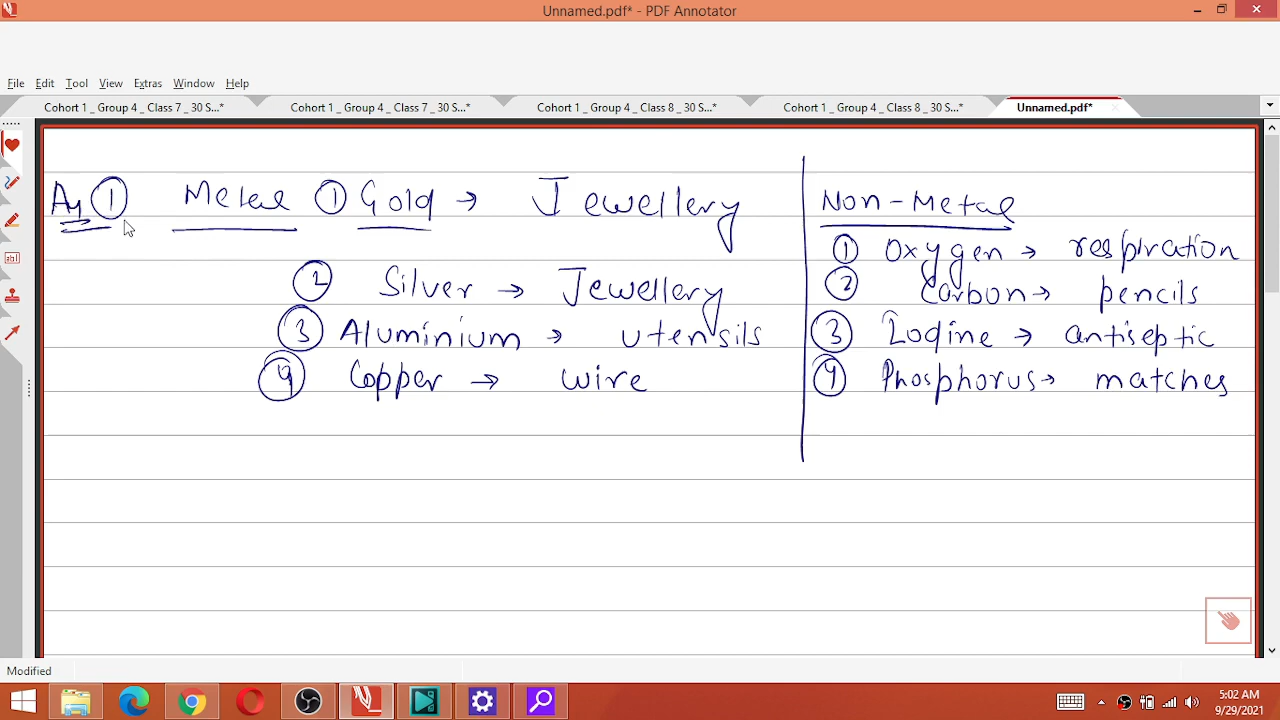 Unnamed.pdf* - PDF Annotator
File Edit Tool View Extras Window Help
Cohort 1 _ Group 4 _ Class 7 _ 30 S...* Cohort 1 _ Group 4 _ Class 7 _ 30 S...* Cohort 1 _ Group 4 _ Class 8 _ 30 S...* Cohort 1 _ Group 4 _ Class 8 _ 30 S...* Unnamed.pdf*
① Metal ① Gold → Jewellery
② Silver → Jewellery
③ Aluminium → utensils
④ Copper → wire
Non-Metal
① Oxygen → respiration
② Carbon → pencils
③ Iodine → antiseptic
④ Phosphorus → matches
Modified
5:02 AM
9/29/2021